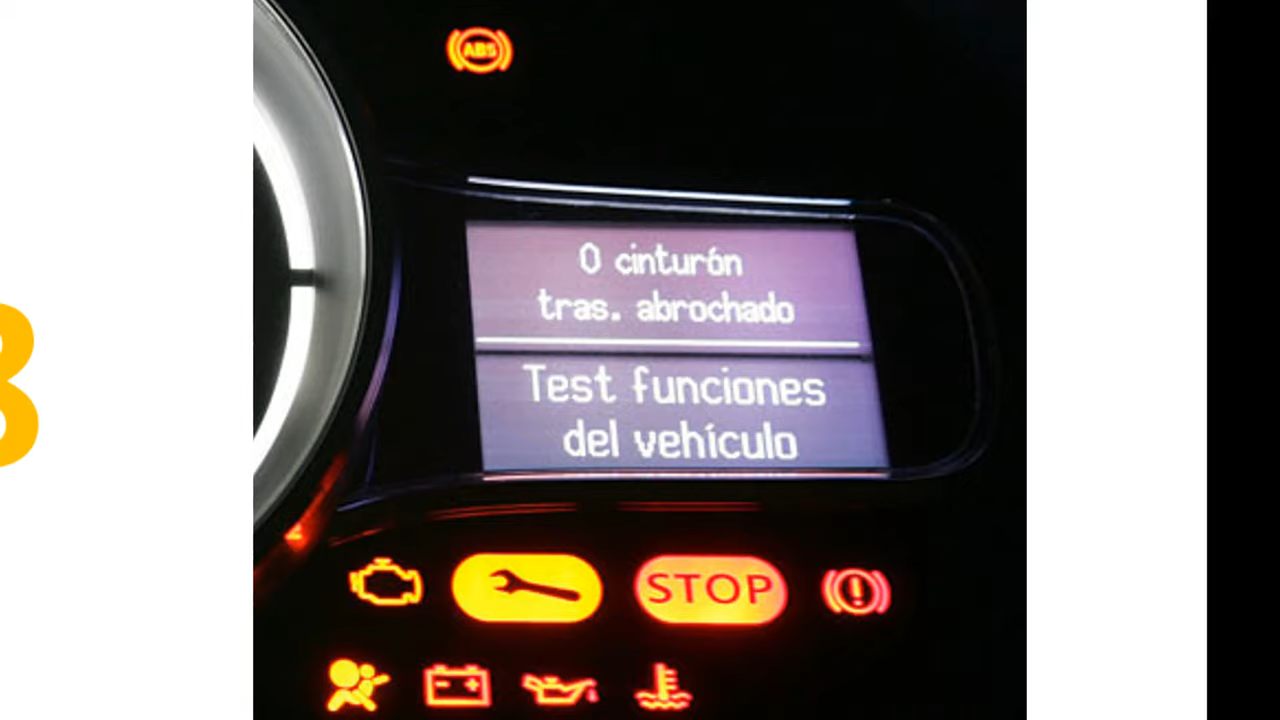 ABS
0 cinturón
tras. abrochado
Test funciones
del vehículo
STOP